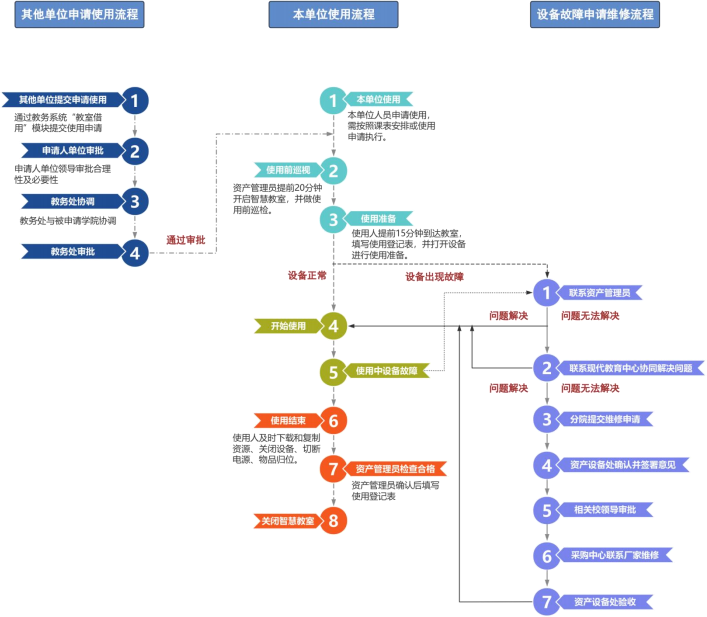 其他单位申请使用流程
其他单位提交申请使用
1
通过教务系统“教室借
用”模块提交使用申请
申请人单位审批
2
申请人单位领导审批合理
性及必要性
教务处协调
3
教务处与被申请学院协调
教务处审批
4
通过审批
本单位使用流程
1
本单位使用
本单位人员申请使用，
需按照课表安排或使用
申请执行。
使用前巡视
2
资产管理员提前20分钟
开启智慧教室，并做使
用前巡检。
3
使用准备
使用人提前15分钟到达教室，
填写使用登记表，并打开设备
进行使用准备。
设备正常
设备出现故障
开始使用
4
5
使用中设备故障
使用结束
6
使用人及时下载和复制
资源、关闭设备、切断
电源、物品归位。
7
资产管理员检查合格
资产管理员确认后填写
使用登记表
关闭智慧教室
8
设备故障申请维修流程
1
联系资产管理员
问题解决
问题无法解决
2
联系现代教育中心协同解决问题
问题解决
问题无法解决
3
分院提交维修申请
4
资产设备处确认并签署意见
5
相关校领导审批
6
采购中心联系厂家维修
7
资产设备处验收